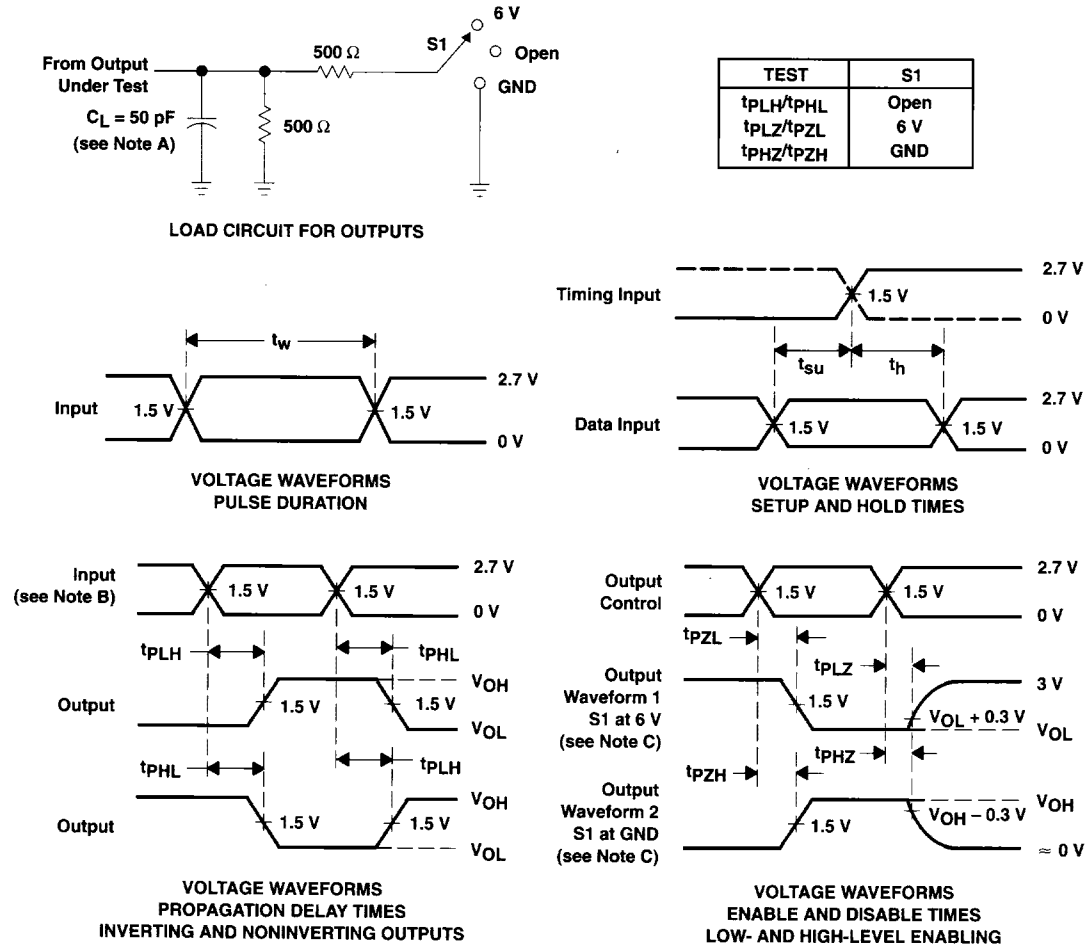 6 V
S1
Open
GND
500 Ω
From Output
Under Test
CL = 50 pF
(see Note A)
500 Ω
LOAD CIRCUIT FOR OUTPUTS
TEST S1
tPLH/tPHL Open
tPLZ/tPZL 6 V
tPHZ/tPZH GND
Timing Input
1.5 V
2.7 V
0 V
tsu
th
Data Input
1.5 V
1.5 V
2.7 V
0 V
VOLTAGE WAVEFORMS
SETUP AND HOLD TIMES
tw
Input
1.5 V
1.5 V
2.7 V
0 V
VOLTAGE WAVEFORMS
PULSE DURATION
Input
(see Note B)
1.5 V
1.5 V
2.7 V
0 V
tPLH
tPHL
Output
1.5 V
1.5 V
VOH
VOL
tPHL
tPLH
Output
1.5 V
1.5 V
VOH
VOL
VOLTAGE WAVEFORMS
PROPAGATION DELAY TIMES
INVERTING AND NONINVERTING OUTPUTS
Output
Control
1.5 V
1.5 V
2.7 V
0 V
tPZL
tPLZ
Output
Waveform 1
S1 at 6 V
(see Note C)
1.5 V
3 V
VOL + 0.3 V
VOL
tPZH
tPHZ
Output
Waveform 2
S1 at GND
(see Note C)
1.5 V
VOH
VOH – 0.3 V
≈ 0 V
VOLTAGE WAVEFORMS
ENABLE AND DISABLE TIMES
LOW- AND HIGH-LEVEL ENABLING